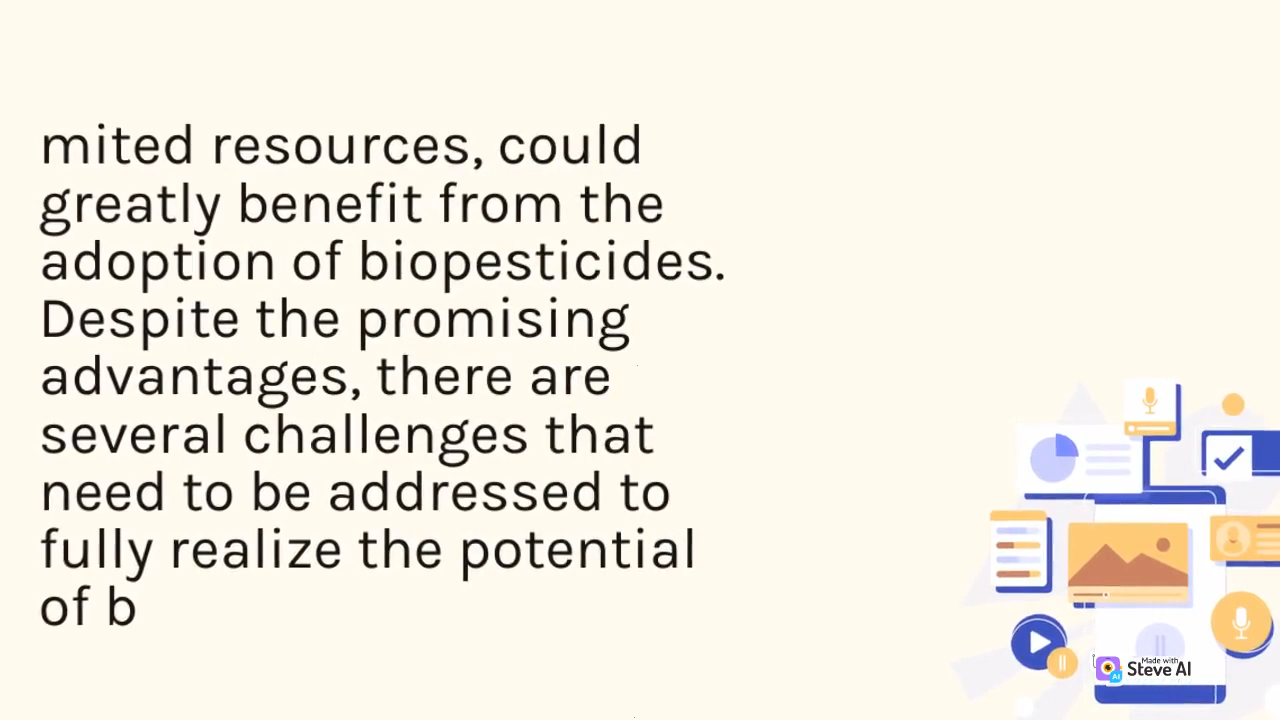 mited resources, could
greatly benefit from the
adoption of biopesticides.
Despite the promising
advantages, there are
several challenges that
need to be addressed to
fully realize the potential
of b
Made with
Steve AI
AI